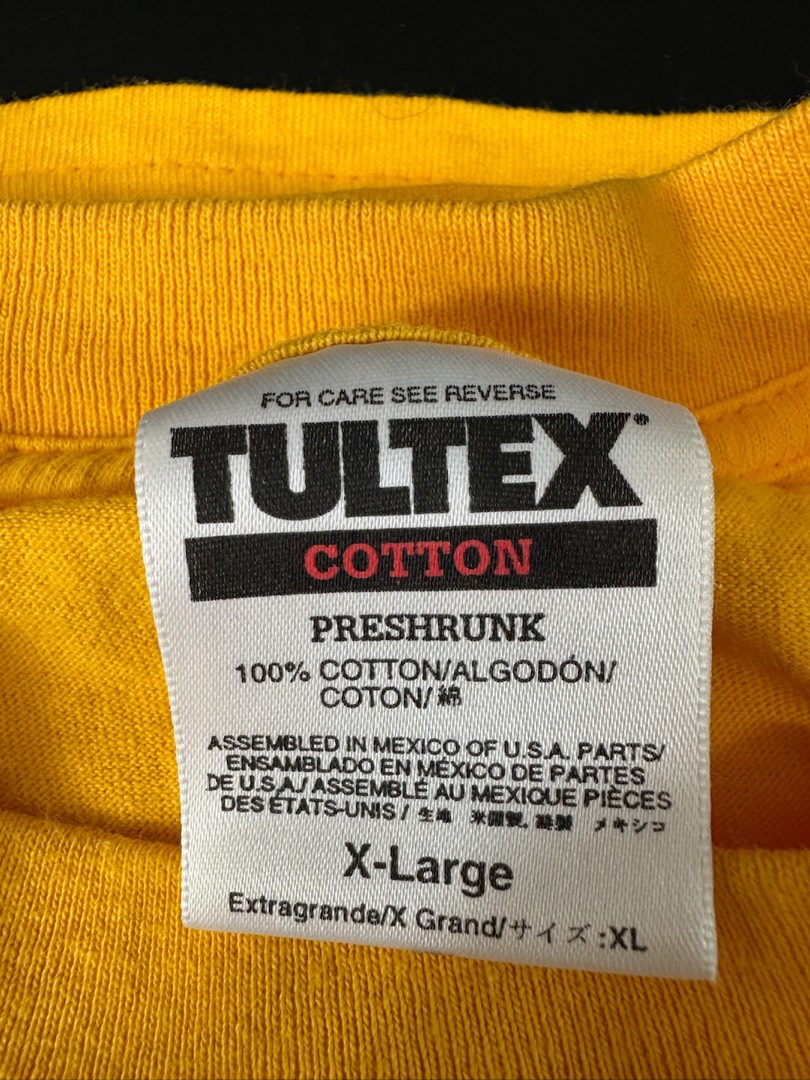 FOR CARE SEE REVERSE
TULTEX®
COTTON
PRESHRUNK
100% COTTON/ALGODÓN/
COTON/綿
ASSEMBLED IN MEXICO OF U.S.A. PARTS/
ENSAMBLADO EN MÉXICO DE PARTES
DE U.S.A./ASSEMBLÉ AU MEXIQUE PIÈCES
DES ÉTATS-UNIS/生地 米国製, 縫製 メキシコ
X-Large
Extragrande/X Grand/サイズ:XL